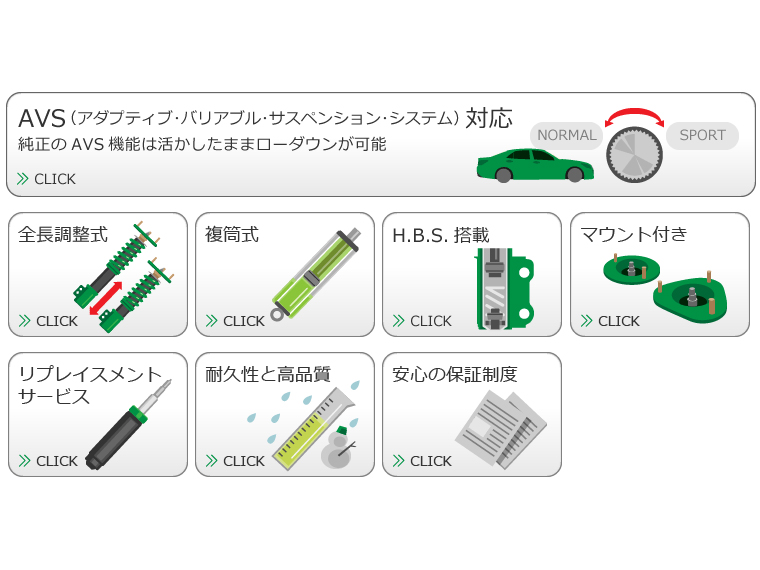 AVS（アダプティブ・バリアブル・サスペンション・システム）対応
純正の AVS 機能は活かしたままローダウンが可能
NORMAL
SPORT
CLICK
全長調整式
CLICK
複筒式
CLICK
H.B.S. 搭載
CLICK
マウント付き
CLICK
リプレイスメント
サービス
CLICK
耐久性と高品質
CLICK
安心の保証制度
CLICK